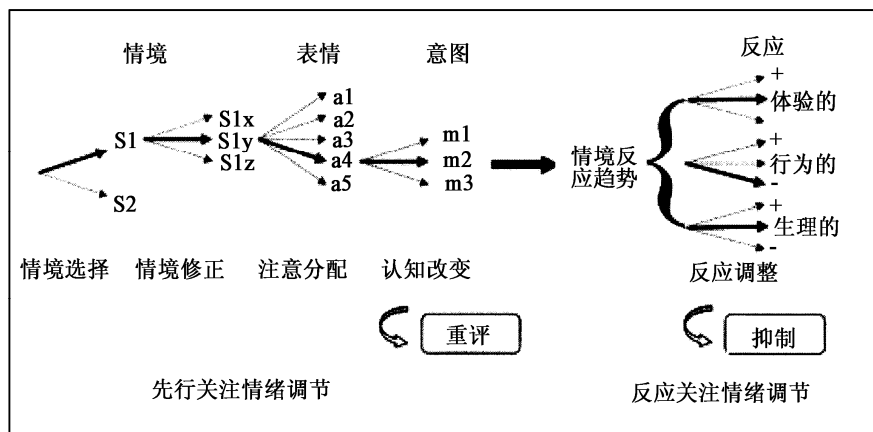 情境 表情 意图 反应
S1 S2
S1x
S1y
S1z
a1
a2
a3
a4
a5
m1
m2
m3
情境反
应趋势
+
体验的
+
行为的
-
+
生理的
-
情境选择 情境修正 注意分配 认知改变 反应调整
重评 抑制
先行关注情绪调节 反应关注情绪调节